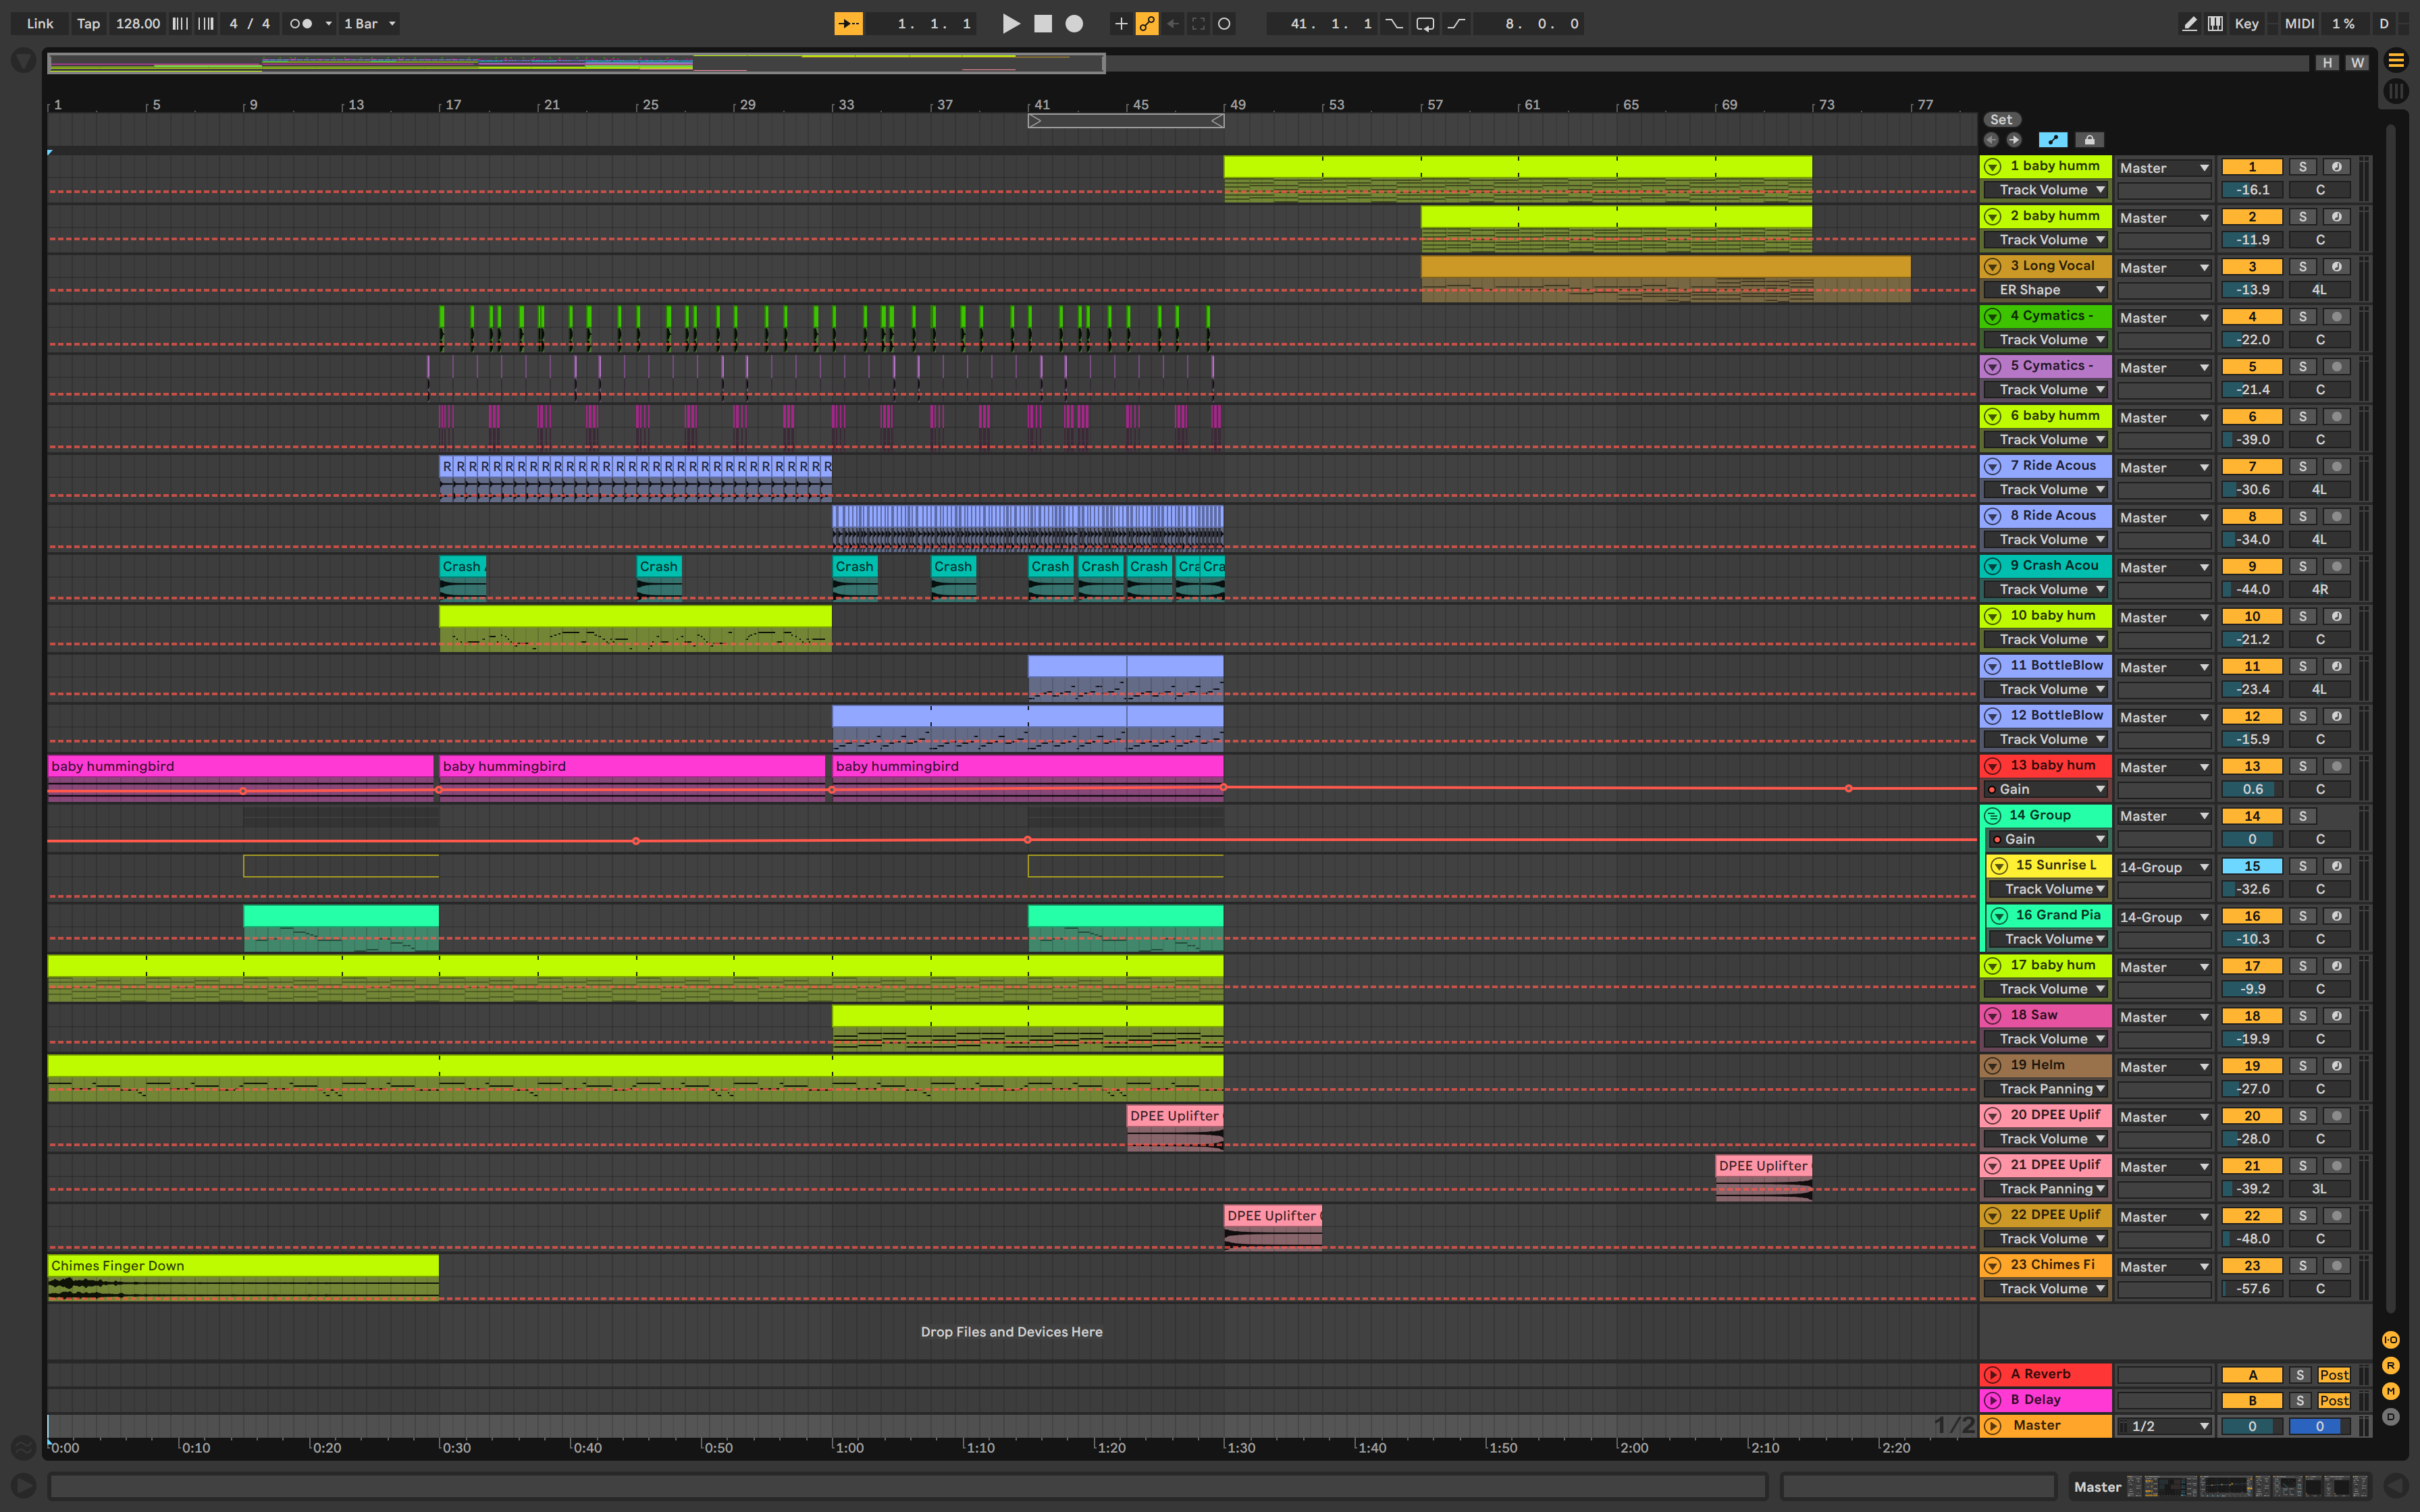 Link Tap 128.00 4 / 4 1 Bar 1. 1. 1 41. 1. 1 8. 0. 0 Key MIDI 1 % D
H W
1 5 9 13 17 21 25 29 33 37 41 45 49 53 57 61 65 69 73 77
Set
1 baby humm Master 1 S
Track Volume -16.1 C
2 baby humm Master 2 S
Track Volume -11.9 C
3 Long Vocal Master 3 S
ER Shape -13.9 4L
4 Cymatics - Master 4 S
Track Volume -22.0 C
5 Cymatics - Master 5 S
Track Volume -21.4 C
6 baby humm Master 6 S
Track Volume -39.0 C
R R R R R R R R R R R R R R R R R R R R R R R R R R R R R R R R 7 Ride Acous Master 7 S
Track Volume -30.6 4L
8 Ride Acous Master 8 S
Track Volume -34.0 4L
Crash Crash Crash Crash Crash Crash Crash Cra Cra 9 Crash Acou Master 9 S
Track Volume -44.0 4R
10 baby hum Master 10 S
Track Volume -21.2 C
11 BottleBlow Master 11 S
Track Volume -23.4 4L
12 BottleBlow Master 12 S
Track Volume -15.9 C
baby hummingbird baby hummingbird baby hummingbird 13 baby hum Master 13 S
Gain 0.6 C
14 Group Master 14 S
Gain 0 C
15 Sunrise L 14-Group 15 S
Track Volume -32.6 C
16 Grand Pia 14-Group 16 S
Track Volume -10.3 C
17 baby hum Master 17 S
Track Volume -9.9 C
18 Saw Master 18 S
Track Volume -19.9 C
19 Helm Master 19 S
Track Panning -27.0 C
DPEE Uplifter 20 DPEE Uplif Master 20 S
Track Volume -28.0 C
DPEE Uplifter 21 DPEE Uplif Master 21 S
Track Panning -39.2 3L
DPEE Uplifter 22 DPEE Uplif Master 22 S
Track Volume -48.0 C
Chimes Finger Down 23 Chimes Fi Master 23 S
Track Volume -57.6 C
Drop Files and Devices Here
I·O
A Reverb A S Post R
B Delay B S Post M
1/2 Master 1/2 0 0 D
0:00 0:10 0:20 0:30 0:40 0:50 1:00 1:10 1:20 1:30 1:40 1:50 2:00 2:10 2:20
Master